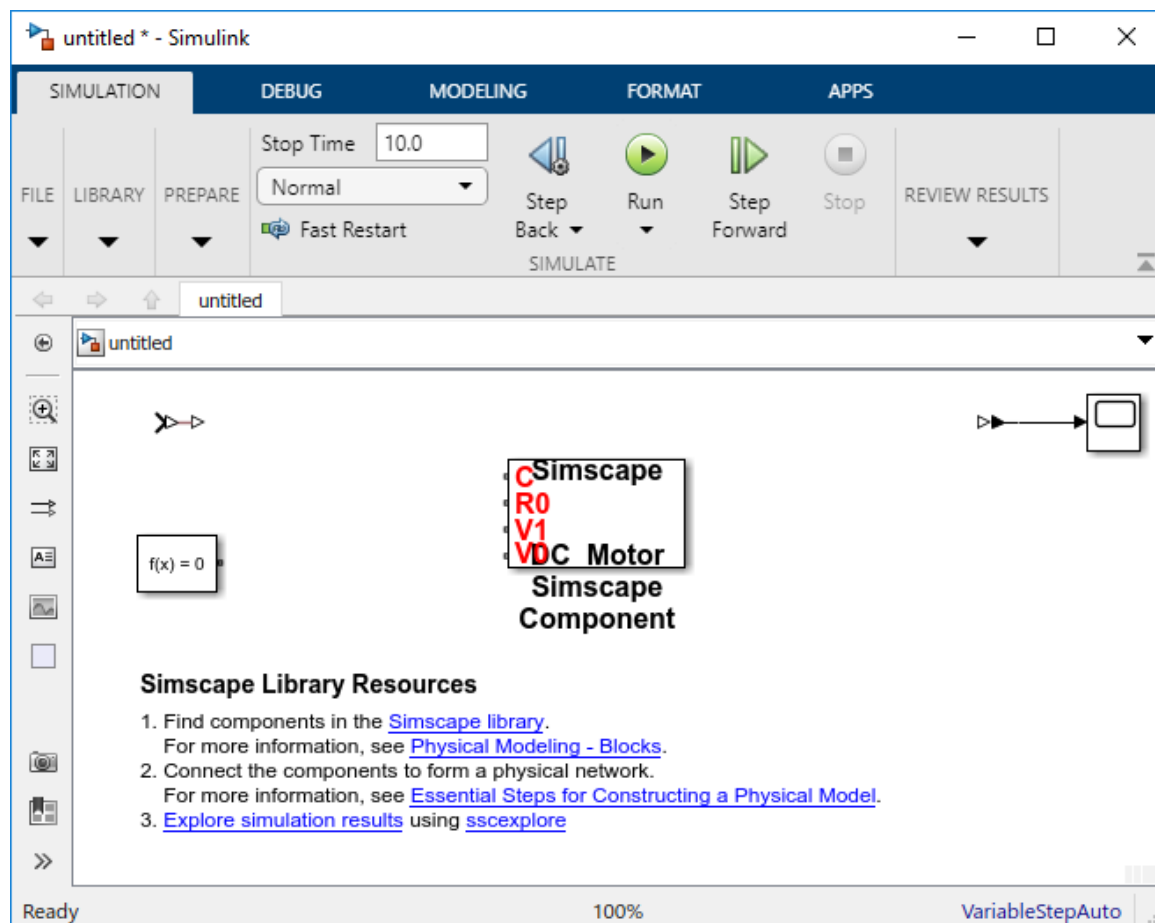 untitled * - Simulink
SIMULATION
DEBUG
MODELING
FORMAT
APPS
FILE
LIBRARY
PREPARE
Stop Time
10.0
Normal
Fast Restart
Step
Back
Run
Step
Forward
Stop
SIMULATE
REVIEW RESULTS
untitled
untitled
f(x) = 0
Simscape
C
R0
V1
V0
DC Motor
Simscape
Component
Simscape Library Resources
1. Find components in the Simscape library.
For more information, see Physical Modeling - Blocks.
2. Connect the components to form a physical network.
For more information, see Essential Steps for Constructing a Physical Model.
3. Explore simulation results using sscexplore
Ready
100%
VariableStepAuto